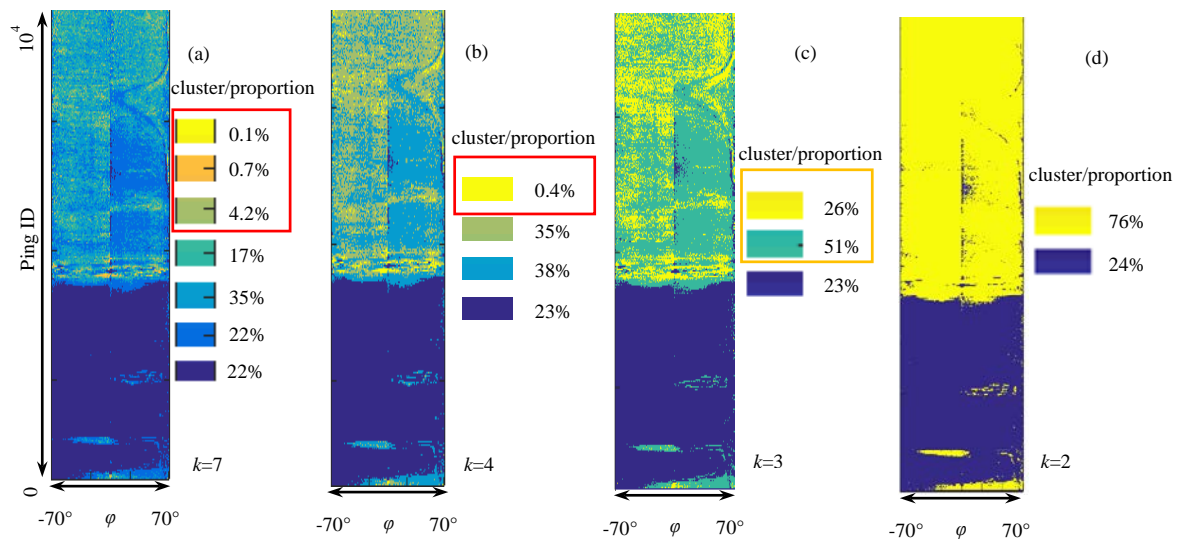 10^4
Ping ID
0
(a)
cluster/proportion
0.1%
0.7%
4.2%
17%
35%
22%
22%
k=7
-70° φ 70°
(b)
cluster/proportion
0.4%
35%
38%
23%
k=4
-70° φ 70°
(c)
cluster/proportion
26%
51%
23%
k=3
-70° φ 70°
(d)
cluster/proportion
76%
24%
k=2
-70° φ 70°